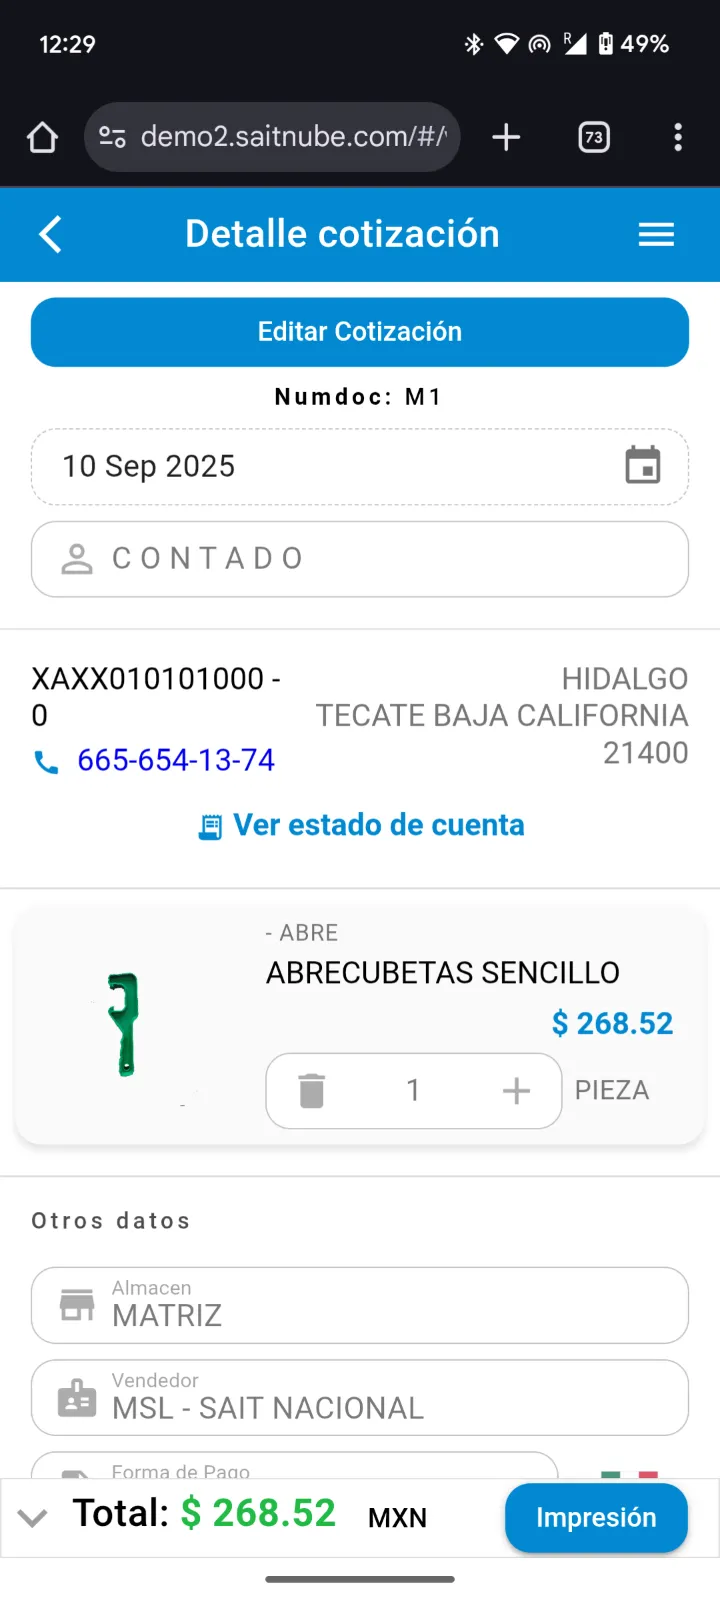 12:29
R
49%
demo2.saitnube.com/#/
73
Detalle cotización
Editar Cotización
Numdoc: M1
10 Sep 2025
CONTADO
XAXX010101000 -
0
665-654-13-74
HIDALGO
TECATE BAJA CALIFORNIA
21400
Ver estado de cuenta
- ABRE
ABRECUBETAS SENCILLO
$ 268.52
1
PIEZA
Otros datos
Almacen
MATRIZ
Vendedor
MSL - SAIT NACIONAL
Forma de Pago
Total: $ 268.52 MXN
Impresión